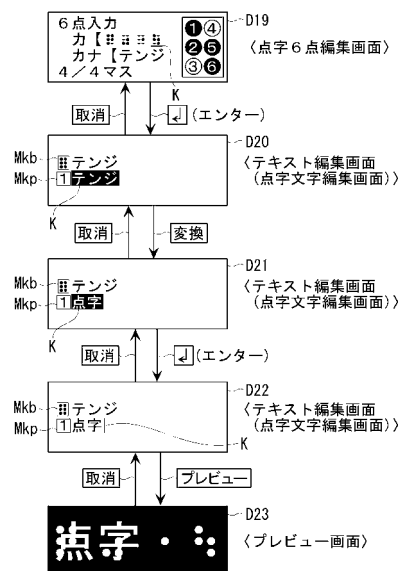 6点入力
カ【⠟⠴⠐⠳
カナ【テンジ
4／4マス
①④
②⑤
③⑥
D19
〈点字6点編集画面〉
K
取消
↲(エンター)
D20
Mkb
⠿テンジ
Mkp
1テンジ
〈テキスト編集画面
(点字文字編集画面)〉
K
取消
変換
D21
Mkb
⠿テンジ
Mkp
1点字
〈テキスト編集画面
(点字文字編集画面)〉
K
取消
↲(エンター)
D22
Mkb
⠿テンジ
Mkp
1点字
〈テキスト編集画面
(点字文字編集画面)〉
K
取消
プレビュー
D23
点字・
〈プレビュー画面〉